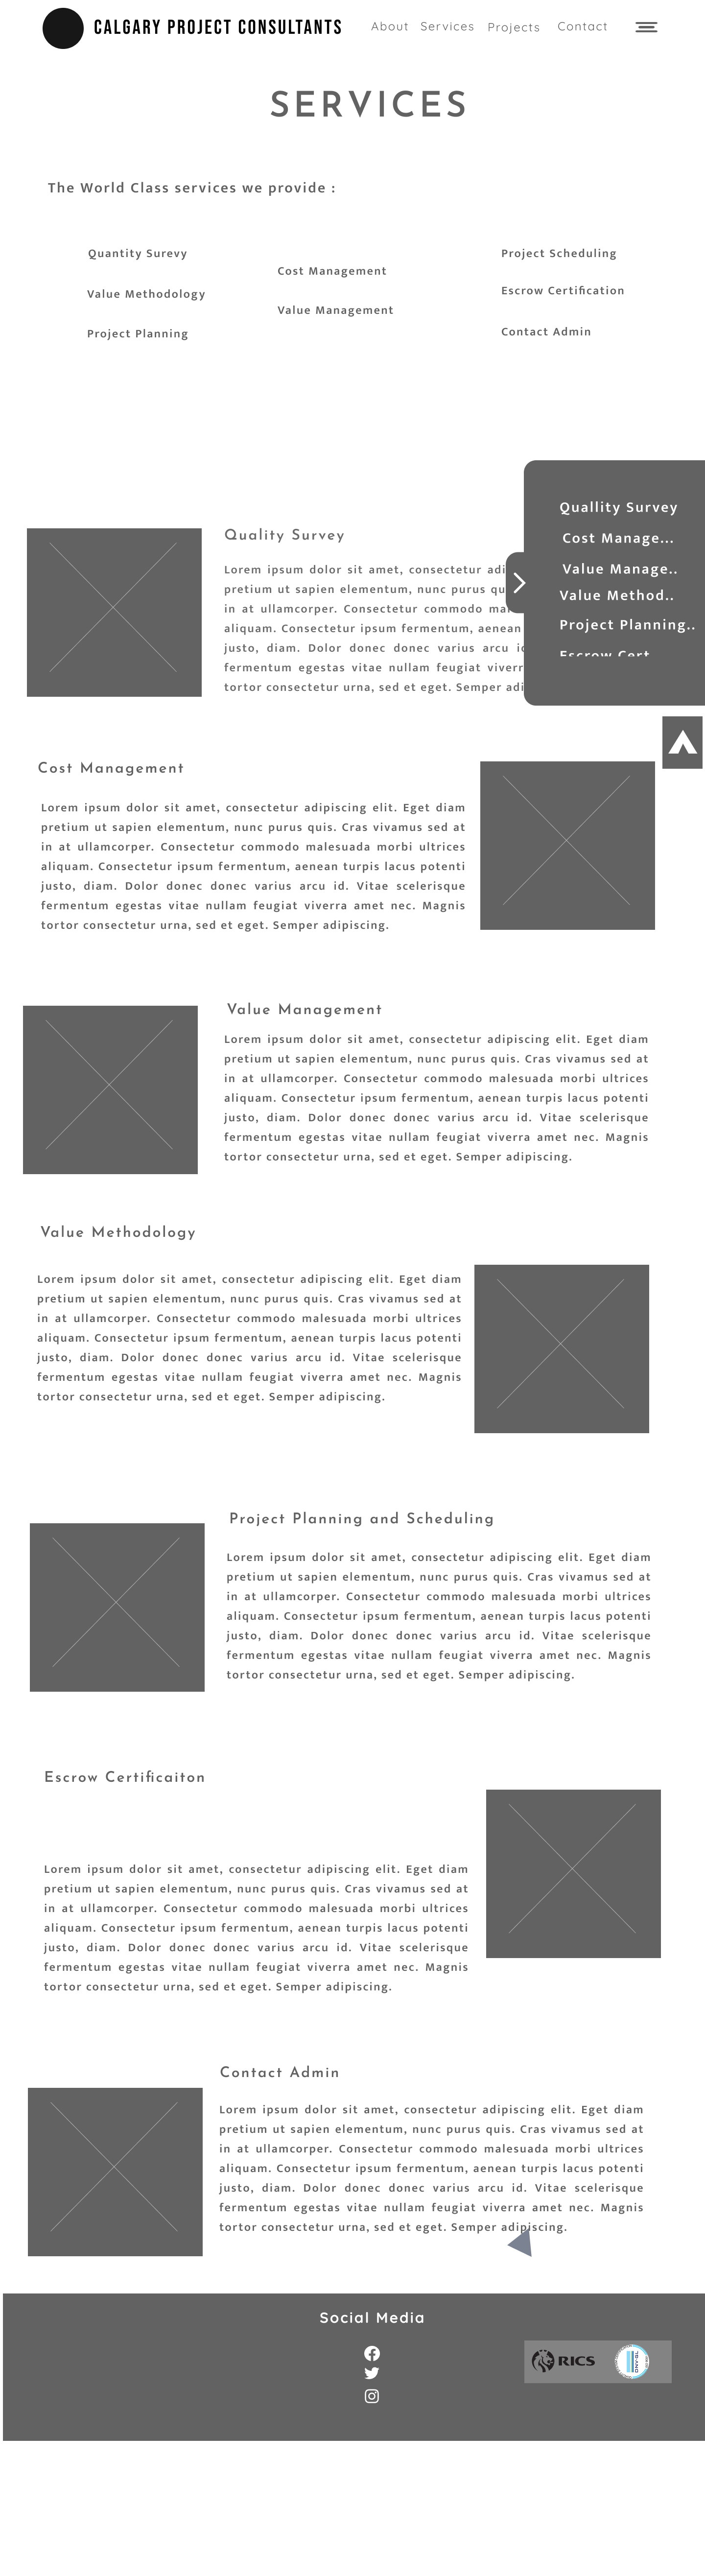 CALGARY PROJECT CONSULTANTS
About Services Projects Contact
SERVICES
The World Class services we provide :
Quantity Surevy
Value Methodology
Project Planning
Cost Management
Value Management
Project Scheduling
Escrow Certification
Contact Admin
Quallity Survey
Cost Manage...
Value Manage..
Value Method..
Project Planning..
Escrow Cert
Quality Survey
Lorem ipsum dolor sit amet, consectetur adi
pretium ut sapien elementum, nunc purus qu
in at ullamcorper. Consectetur commodo mal
aliquam. Consectetur ipsum fermentum, aenean
justo, diam. Dolor donec donec varius arcu id
fermentum egestas vitae nullam feugiat viverr
tortor consectetur urna, sed et eget. Semper adi
Cost Management
Lorem ipsum dolor sit amet, consectetur adipiscing elit. Eget diam
pretium ut sapien elementum, nunc purus quis. Cras vivamus sed at
in at ullamcorper. Consectetur commodo malesuada morbi ultrices
aliquam. Consectetur ipsum fermentum, aenean turpis lacus potenti
justo, diam. Dolor donec donec varius arcu id. Vitae scelerisque
fermentum egestas vitae nullam feugiat viverra amet nec. Magnis
tortor consectetur urna, sed et eget. Semper adipiscing.
Value Management
Lorem ipsum dolor sit amet, consectetur adipiscing elit. Eget diam
pretium ut sapien elementum, nunc purus quis. Cras vivamus sed at
in at ullamcorper. Consectetur commodo malesuada morbi ultrices
aliquam. Consectetur ipsum fermentum, aenean turpis lacus potenti
justo, diam. Dolor donec donec varius arcu id. Vitae scelerisque
fermentum egestas vitae nullam feugiat viverra amet nec. Magnis
tortor consectetur urna, sed et eget. Semper adipiscing.
Value Methodology
Lorem ipsum dolor sit amet, consectetur adipiscing elit. Eget diam
pretium ut sapien elementum, nunc purus quis. Cras vivamus sed at
in at ullamcorper. Consectetur commodo malesuada morbi ultrices
aliquam. Consectetur ipsum fermentum, aenean turpis lacus potenti
justo, diam. Dolor donec donec varius arcu id. Vitae scelerisque
fermentum egestas vitae nullam feugiat viverra amet nec. Magnis
tortor consectetur urna, sed et eget. Semper adipiscing.
Project Planning and Scheduling
Lorem ipsum dolor sit amet, consectetur adipiscing elit. Eget diam
pretium ut sapien elementum, nunc purus quis. Cras vivamus sed at
in at ullamcorper. Consectetur commodo malesuada morbi ultrices
aliquam. Consectetur ipsum fermentum, aenean turpis lacus potenti
justo, diam. Dolor donec donec varius arcu id. Vitae scelerisque
fermentum egestas vitae nullam feugiat viverra amet nec. Magnis
tortor consectetur urna, sed et eget. Semper adipiscing.
Escrow Certificaiton
Lorem ipsum dolor sit amet, consectetur adipiscing elit. Eget diam
pretium ut sapien elementum, nunc purus quis. Cras vivamus sed at
in at ullamcorper. Consectetur commodo malesuada morbi ultrices
aliquam. Consectetur ipsum fermentum, aenean turpis lacus potenti
justo, diam. Dolor donec donec varius arcu id. Vitae scelerisque
fermentum egestas vitae nullam feugiat viverra amet nec. Magnis
tortor consectetur urna, sed et eget. Semper adipiscing.
Contact Admin
Lorem ipsum dolor sit amet, consectetur adipiscing elit. Eget diam
pretium ut sapien elementum, nunc purus quis. Cras vivamus sed at
in at ullamcorper. Consectetur commodo malesuada morbi ultrices
aliquam. Consectetur ipsum fermentum, aenean turpis lacus potenti
justo, diam. Dolor donec donec varius arcu id. Vitae scelerisque
fermentum egestas vitae nullam feugiat viverra amet nec. Magnis
tortor consectetur urna, sed et eget. Semper adipiscing.
Social Media
RICS